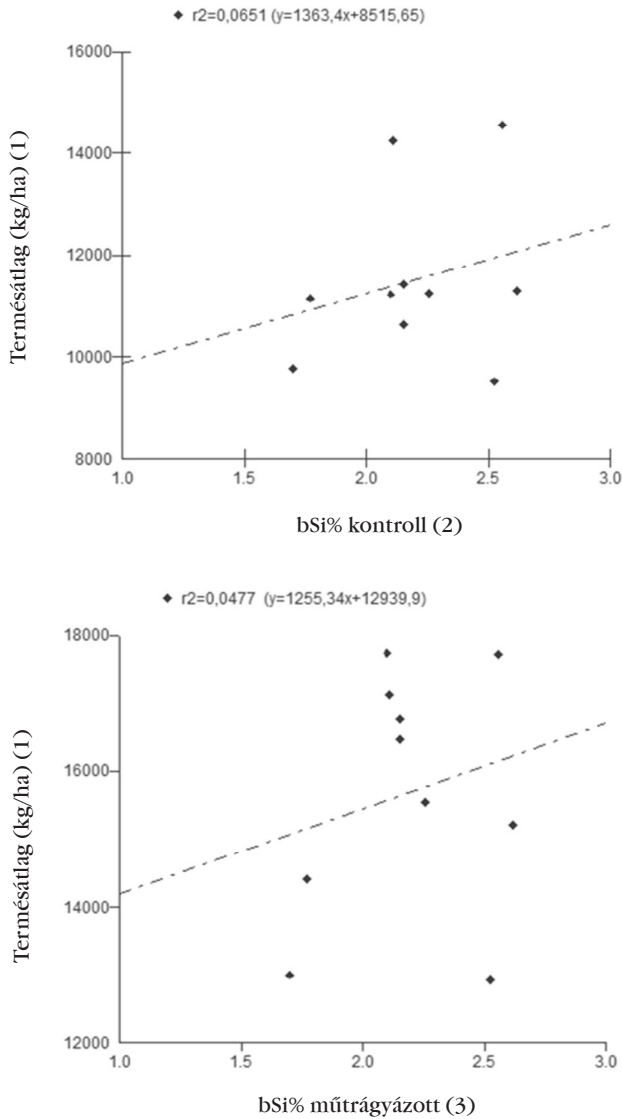 r2=0,0651 (y=1363,4x+8515,65)
16000
14000
12000
10000
8000
Termésátlag (kg/ha) (1)
1.0 1.5 2.0 2.5 3.0
bSi% kontroll (2)
r2=0,0477 (y=1255,34x+12939,9)
18000
16000
14000
12000
Termésátlag (kg/ha) (1)
1.0 1.5 2.0 2.5 3.0
bSi% műtrágyázott (3)